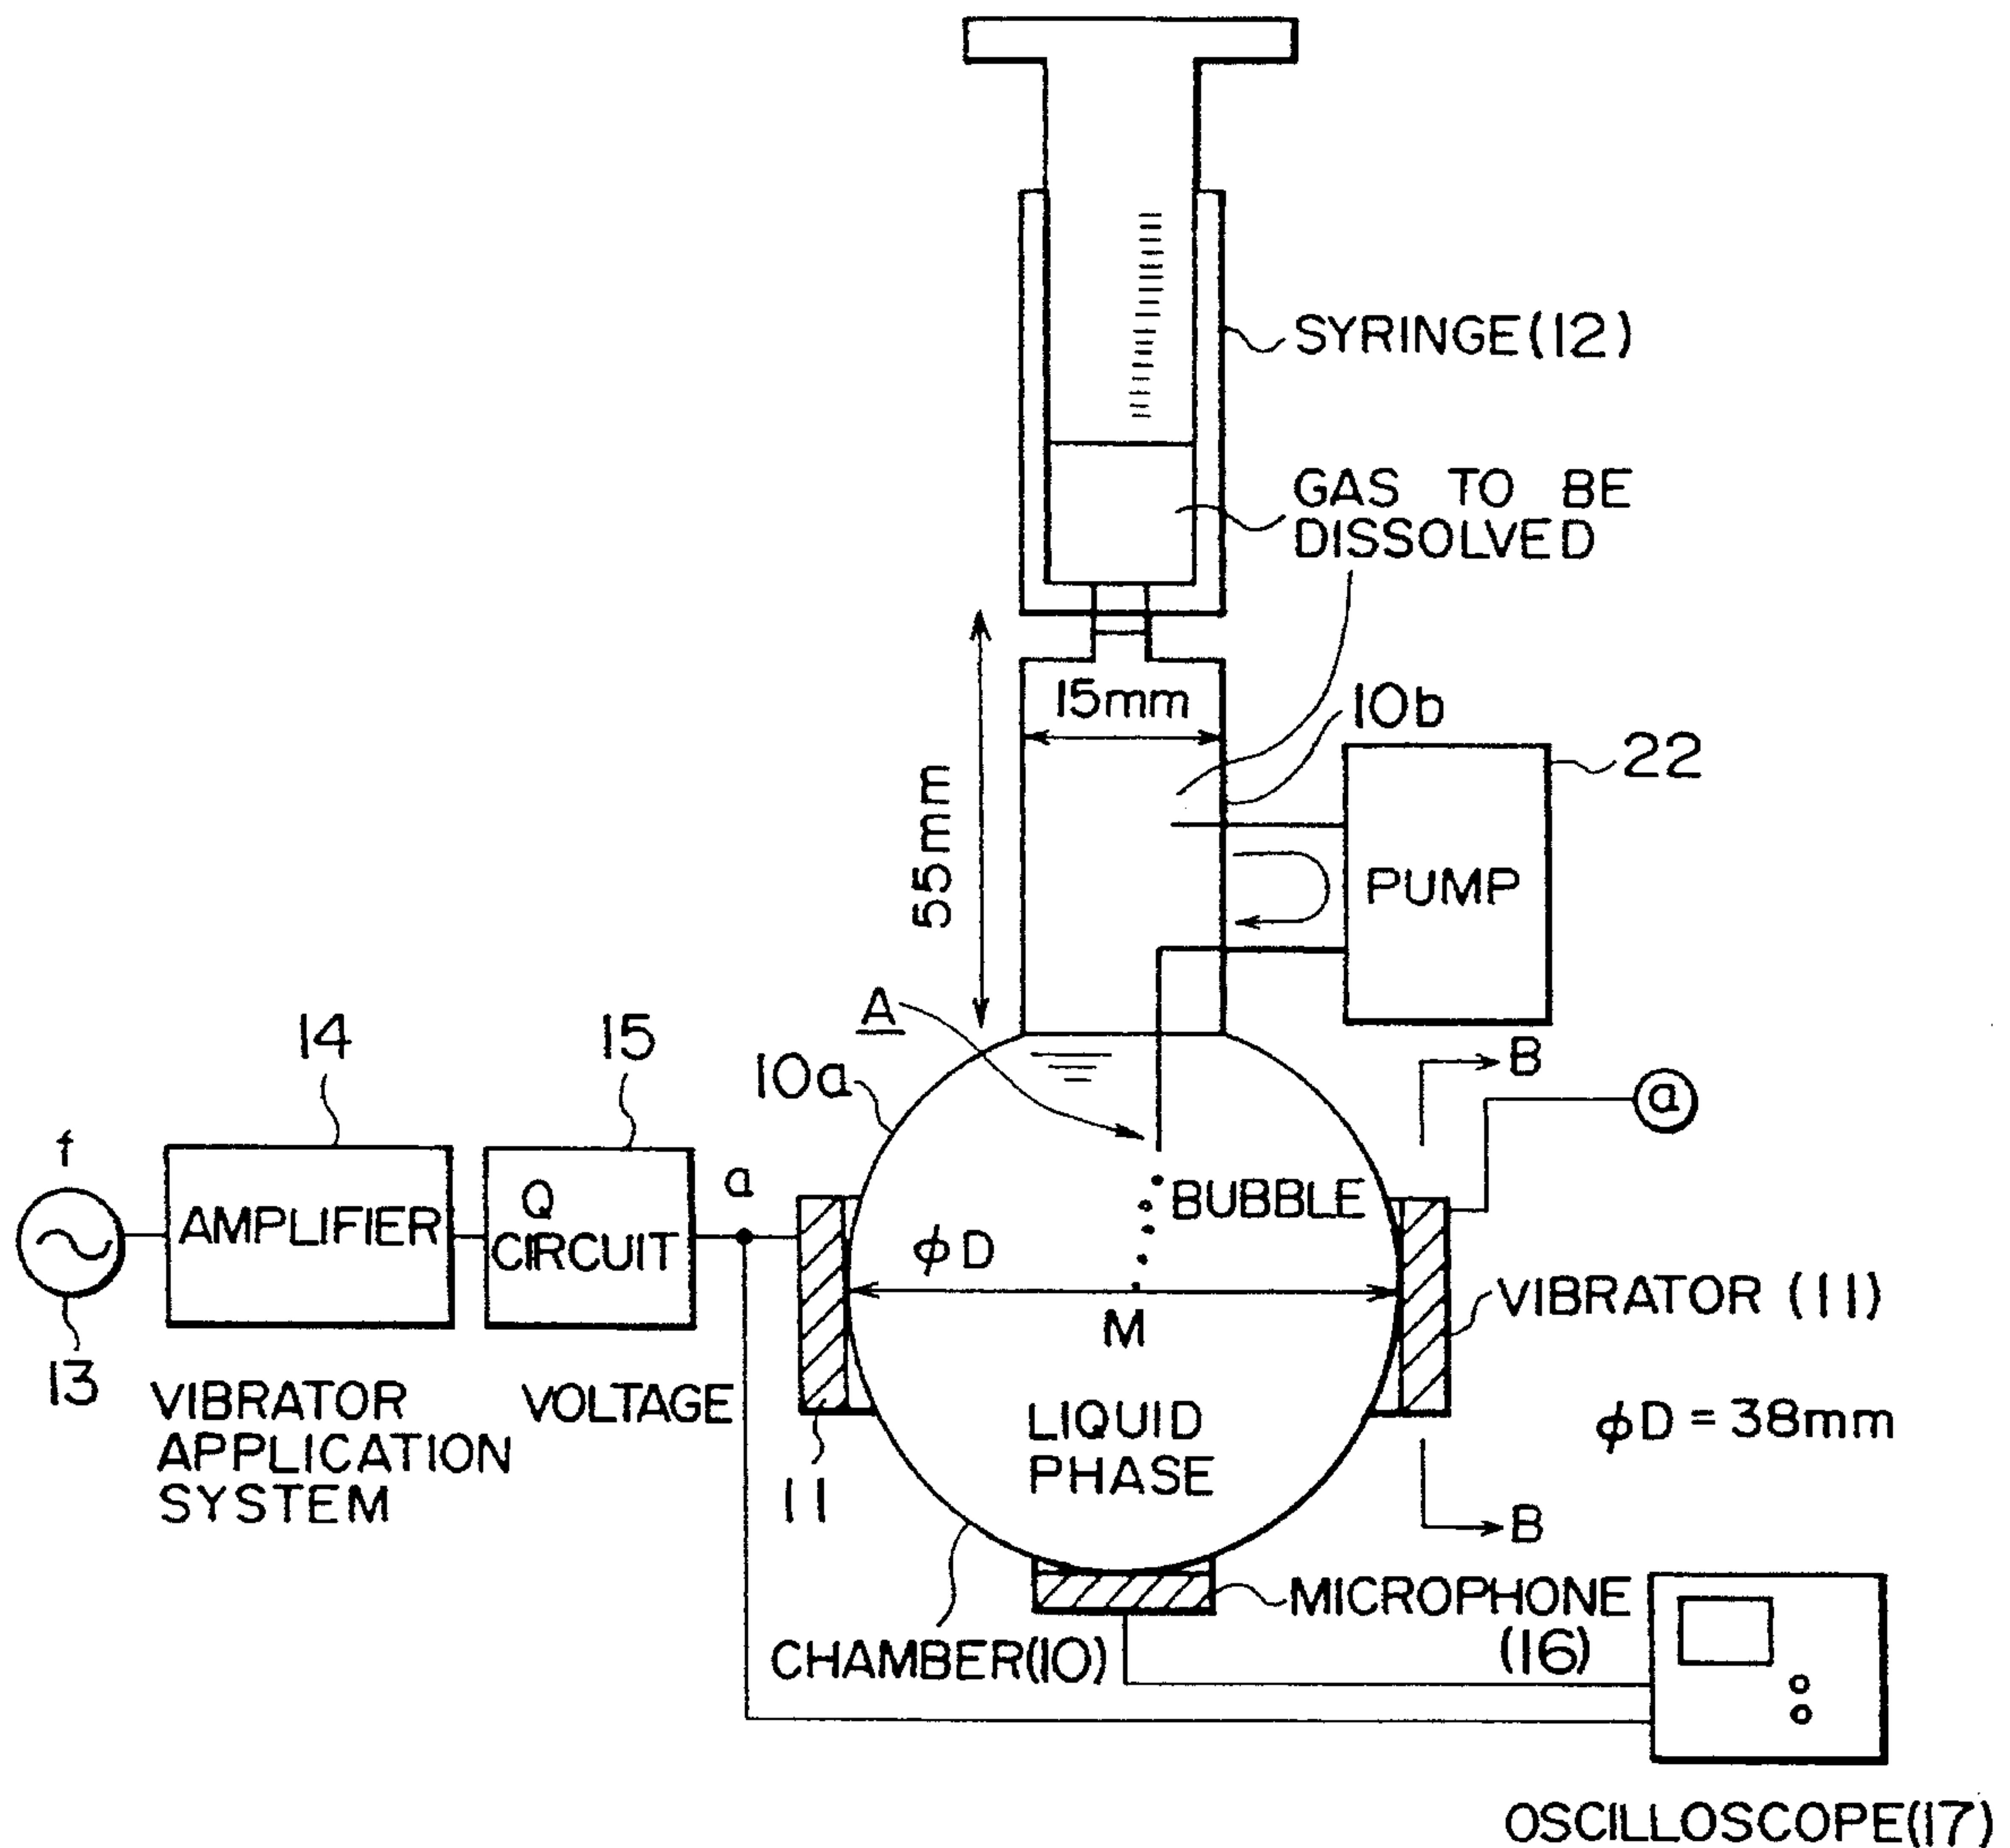 SYRINGE(12)
GAS TO BE
DISSOLVED
15mm
10b
22
55mm
PUMP
A
14
15
10a
B
a
f
AMPLIFIER
Q
CIRCUIT
a
BUBBLE
φD
VIBRATOR (11)
13
M
VIBRATOR
APPLICATION
SYSTEM
VOLTAGE
11
LIQUID
PHASE
φD = 38mm
B
MICROPHONE
(16)
CHAMBER(10)
OSCILLOSCOPE(17)